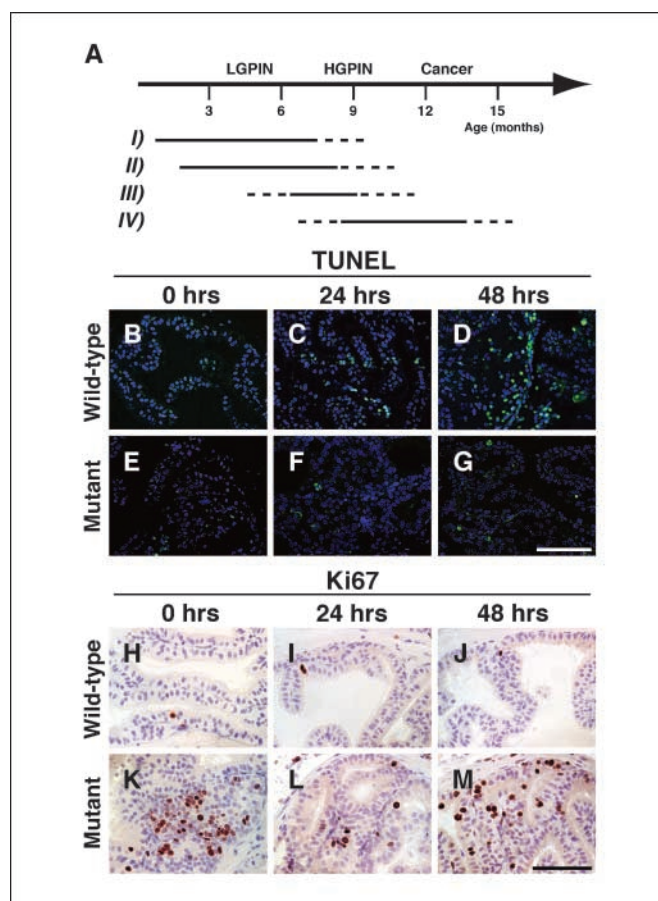 A
LGPIN HGPIN Cancer
3 6 9 12 15
Age (months)
I)
II)
III)
IV)
TUNEL
0 hrs 24 hrs 48 hrs
Wild-type
B C D
Mutant
E F G
Ki67
0 hrs 24 hrs 48 hrs
Wild-type
H I J
Mutant
K L M